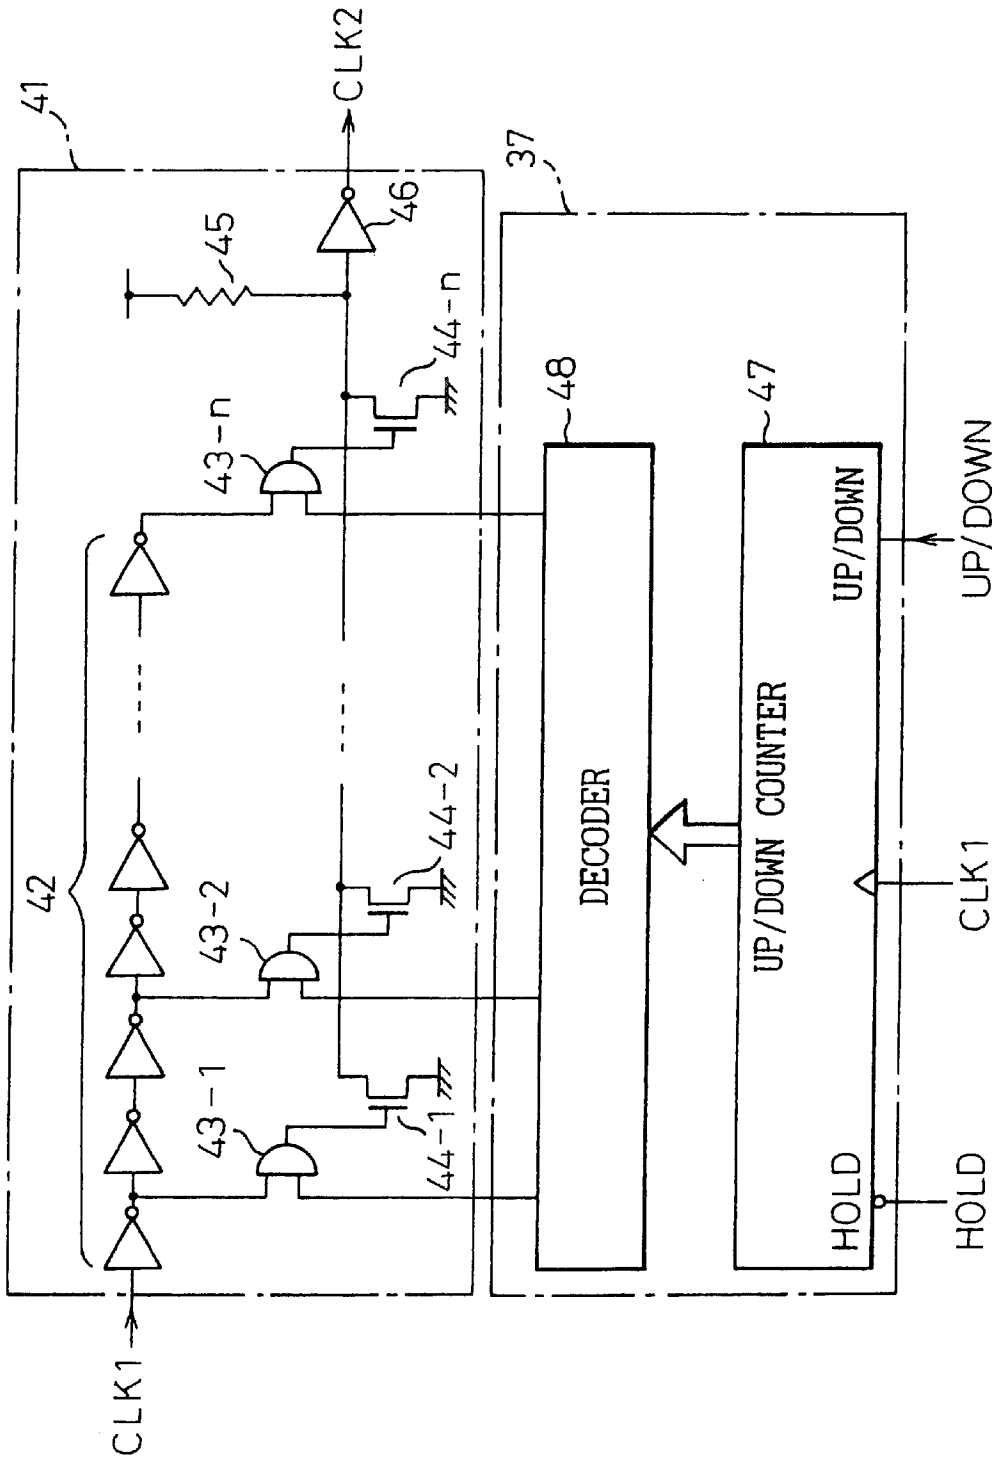 CLK1
42
43-1
43-2
43-n
44-1
44-2
44-n
45
46
41
CLK2
37
DECODER
48
UP/DOWN COUNTER
47
HOLD
UP/DOWN
HOLD
CLK1
UP/DOWN